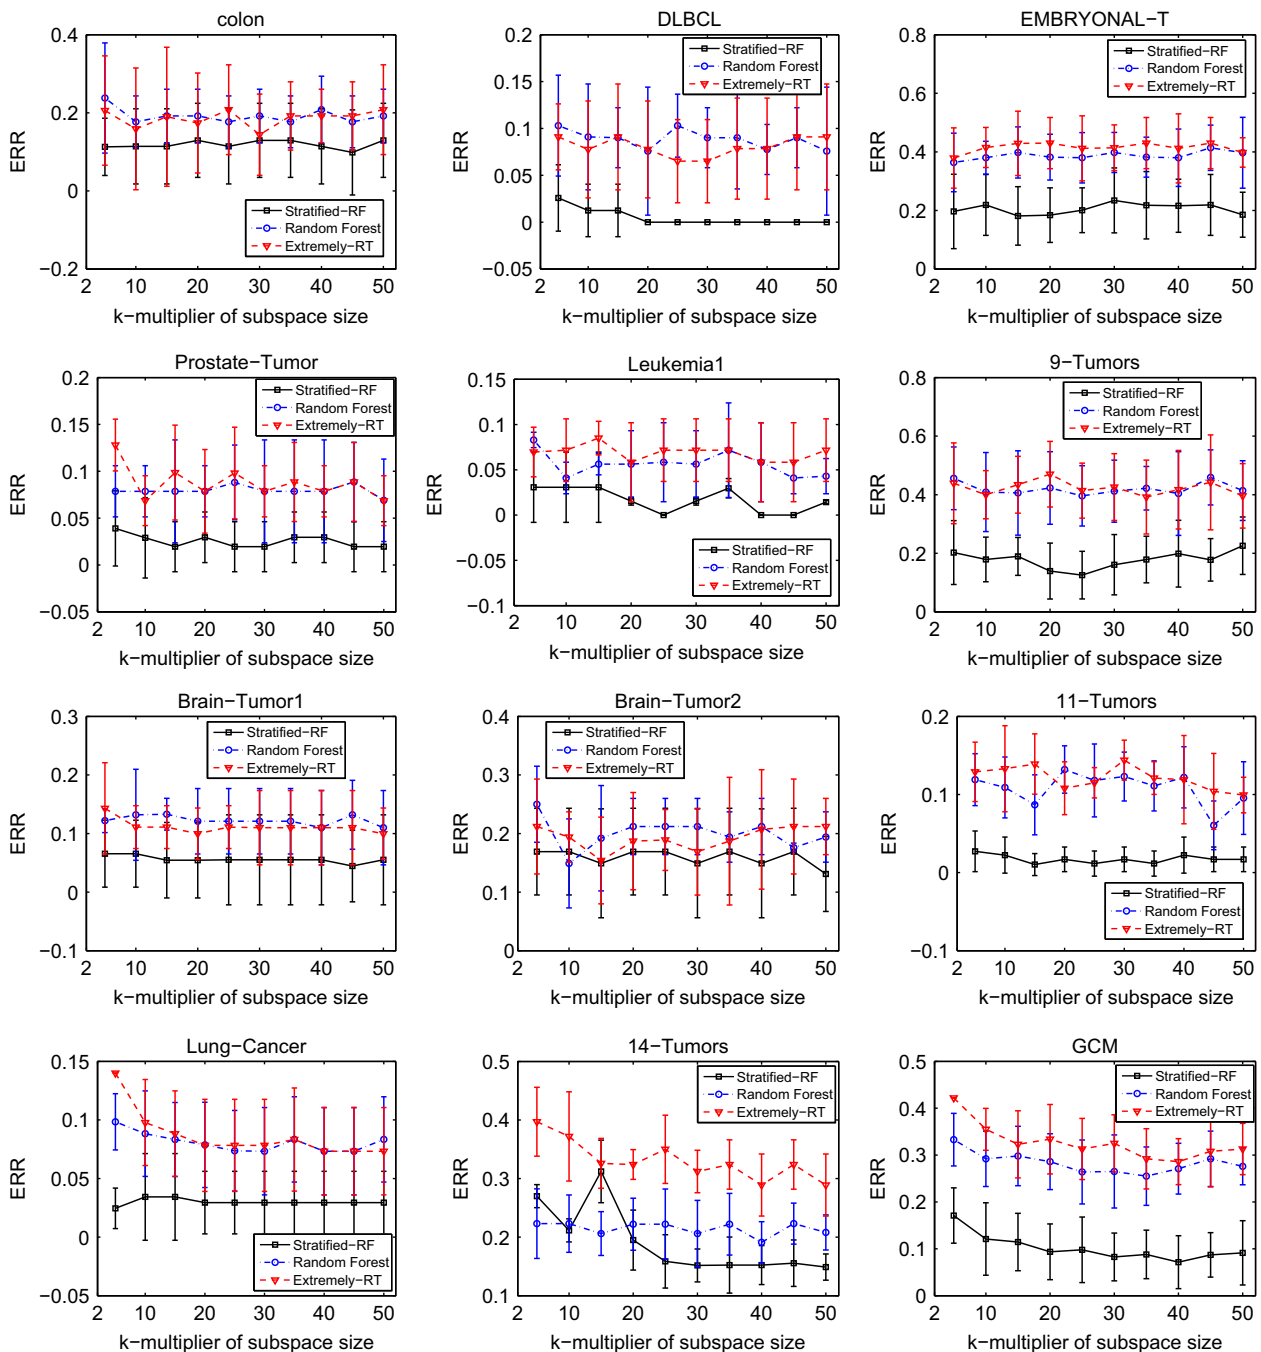 colon
0.4
0.2
0
−0.2
ERR
2 10 20 30 40 50
k−multiplier of subspace size
Stratified−RF
Random Forest
Extremely−RT
DLBCL
0.2
0.15
0.1
0.05
0
−0.05
ERR
2 10 20 30 40 50
k−multiplier of subspace size
Stratified−RF
Random Forest
Extremely−RT
EMBRYONAL−T
0.8
0.6
0.4
0.2
0
ERR
2 10 20 30 40 50
k−multiplier of subspace size
Stratified−RF
Random Forest
Extremely−RT
Prostate−Tumor
0.2
0.15
0.1
0.05
0
−0.05
ERR
2 10 20 30 40 50
k−multiplier of subspace size
Stratified−RF
Random Forest
Extremely−RT
Leukemia1
0.15
0.1
0.05
0
−0.05
−0.1
ERR
2 10 20 30 40 50
k−multiplier of subspace size
Stratified−RF
Random Forest
Extremely−RT
9−Tumors
0.8
0.6
0.4
0.2
0
ERR
2 10 20 30 40 50
k−multiplier of subspace size
Stratified−RF
Random Forest
Extremely−RT
Brain−Tumor1
0.3
0.2
0.1
0
−0.1
ERR
2 10 20 30 40 50
k−multiplier of subspace size
Stratified−RF
Random Forest
Extremely−RT
Brain−Tumor2
0.4
0.3
0.2
0.1
0
ERR
2 10 20 30 40 50
k−multiplier of subspace size
Stratified−RF
Random Forest
Extremely−RT
11−Tumors
0.2
0.1
0
−0.1
ERR
2 10 20 30 40 50
k−multiplier of subspace size
Stratified−RF
Random Forest
Extremely−RT
Lung−Cancer
0.15
0.1
0.05
0
−0.05
ERR
2 10 20 30 40 50
k−multiplier of subspace size
Stratified−RF
Random Forest
Extremely−RT
14−Tumors
0.5
0.4
0.3
0.2
0.1
ERR
2 10 20 30 40 50
k−multiplier of subspace size
Stratified−RF
Random Forest
Extremely−RT
GCM
0.5
0.4
0.3
0.2
0.1
0
ERR
2 10 20 30 40 50
k−multiplier of subspace size
Stratified−RF
Random Forest
Extremely−RT